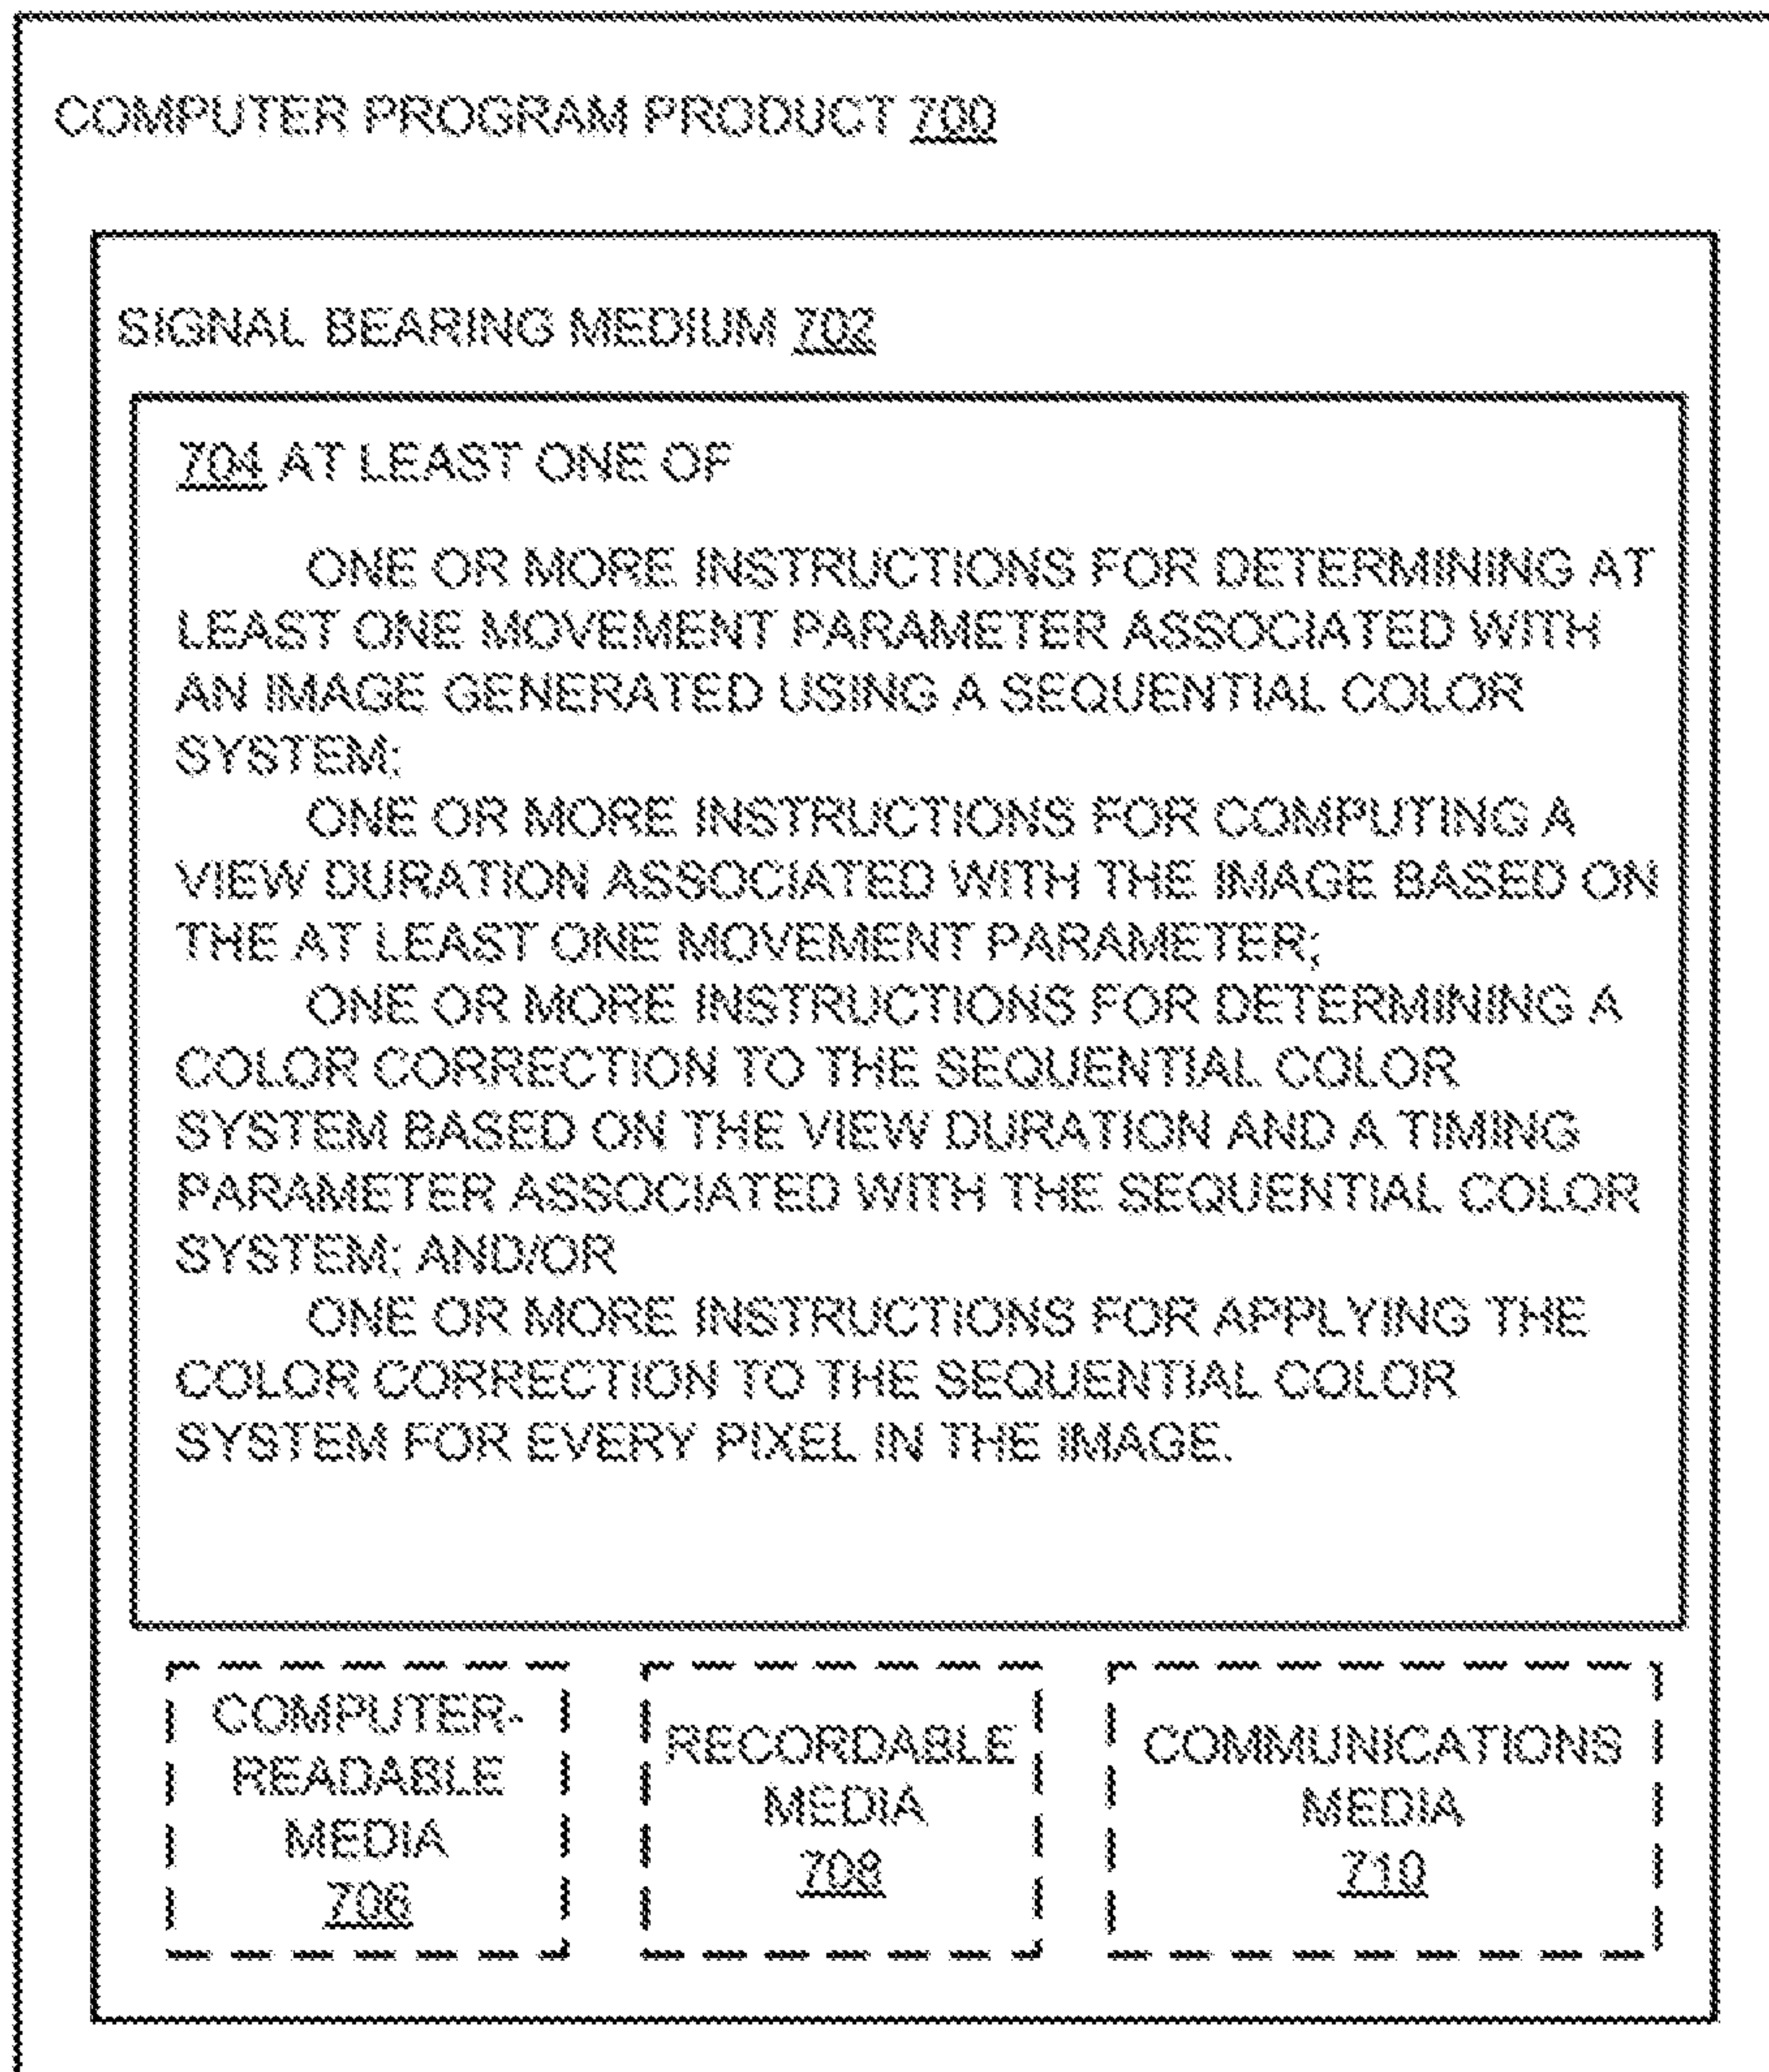 COMPUTER PROGRAM PRODUCT 700
SIGNAL BEARING MEDIUM 702
704 AT LEAST ONE OF
ONE OR MORE INSTRUCTIONS FOR DETERMINING AT
LEAST ONE MOVEMENT PARAMETER ASSOCIATED WITH
AN IMAGE GENERATED USING A SEQUENTIAL COLOR
SYSTEM;
ONE OR MORE INSTRUCTIONS FOR COMPUTING A
VIEW DURATION ASSOCIATED WITH THE IMAGE BASED ON
THE AT LEAST ONE MOVEMENT PARAMETER;
ONE OR MORE INSTRUCTIONS FOR DETERMINING A
COLOR CORRECTION TO THE SEQUENTIAL COLOR
SYSTEM BASED ON THE VIEW DURATION AND A TIMING
PARAMETER ASSOCIATED WITH THE SEQUENTIAL COLOR
SYSTEM; AND/OR
ONE OR MORE INSTRUCTIONS FOR APPLYING THE
COLOR CORRECTION TO THE SEQUENTIAL COLOR
SYSTEM FOR EVERY PIXEL IN THE IMAGE.
COMPUTER-
READABLE
MEDIA
706
RECORDABLE
MEDIA
708
COMMUNICATIONS
MEDIA
710